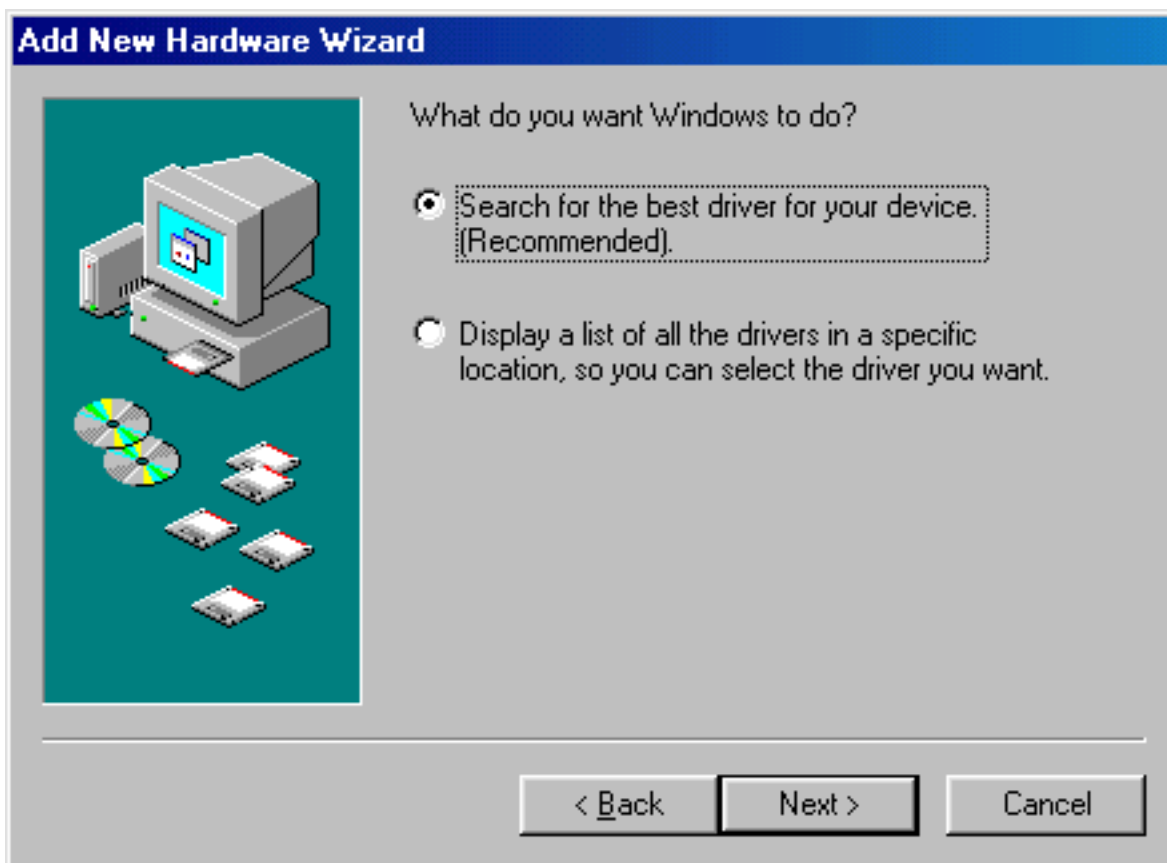 Add New Hardware Wizard
What do you want Windows to do?
Search for the best driver for your device.
(Recommended).
Display a list of all the drivers in a specific
location, so you can select the driver you want.
< Back
Next >
Cancel